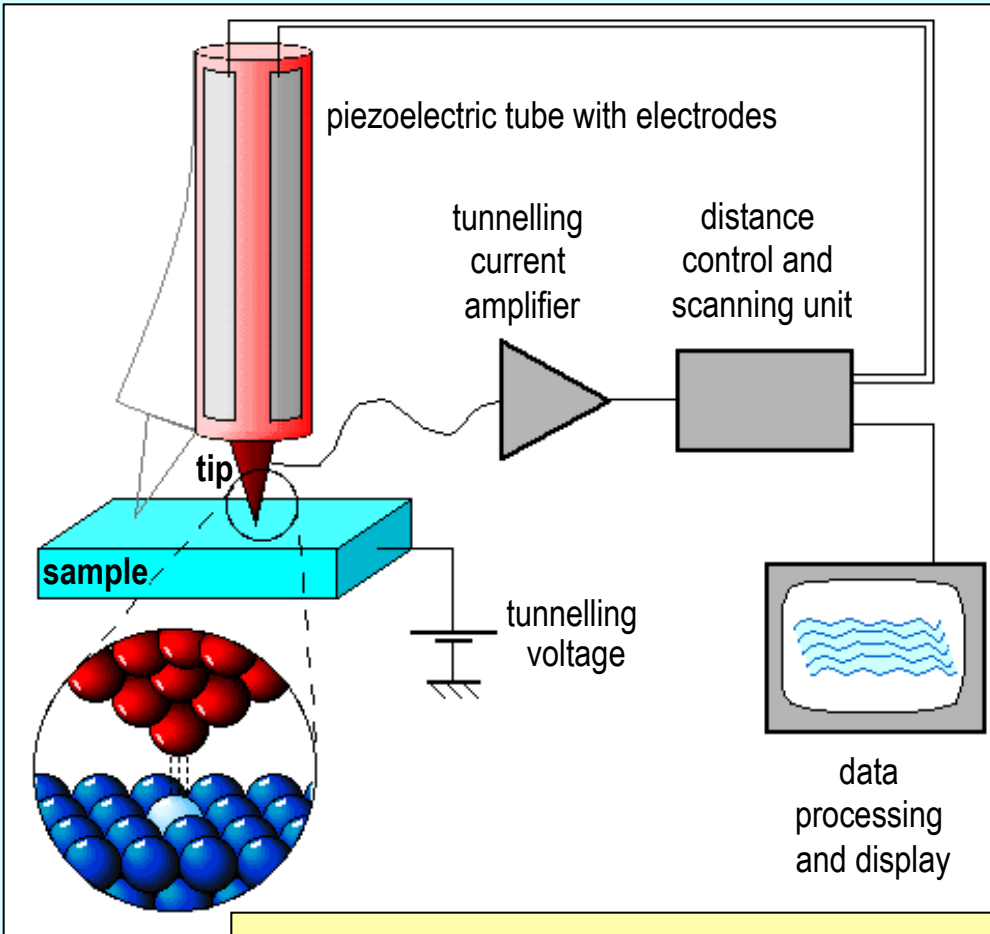 piezoelectric tube with electrodes
tunnelling
current
amplifier
distance
control and
scanning unit
tip
sample
tunnelling
voltage
data
processing
and display